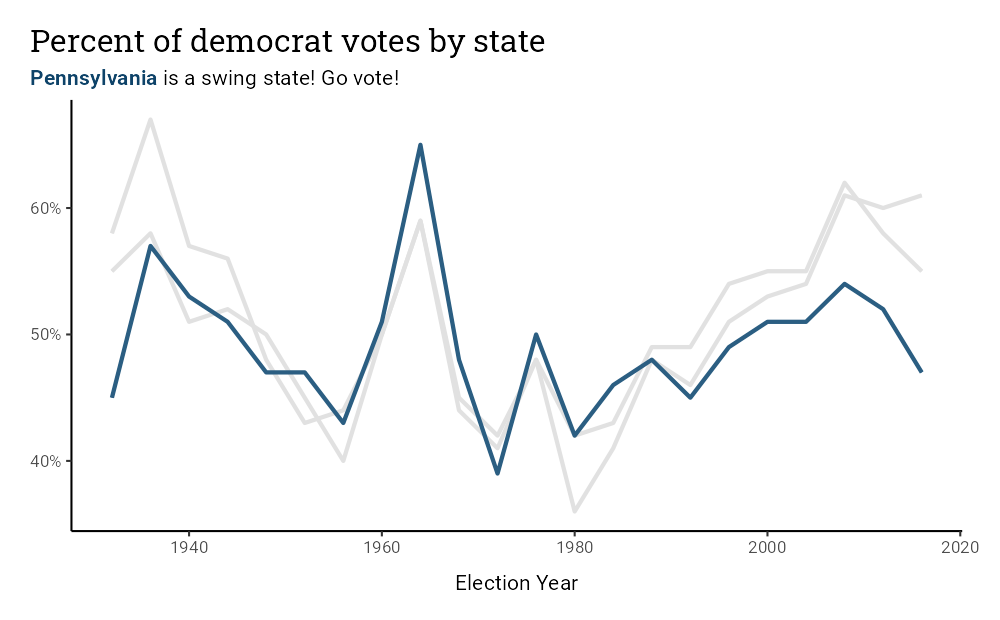 Percent of democrat votes by state
Pennsylvania is a swing state! Go vote!
60%
50%
40%
1940 1960 1980 2000 2020
Election Year